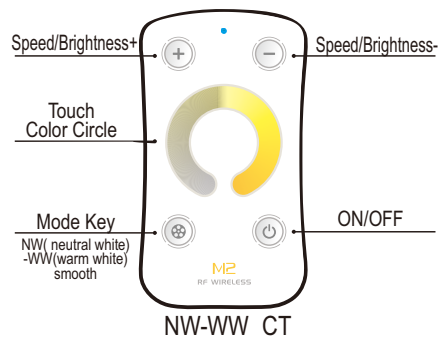 Speed/Brightness+
Speed/Brightness-
Touch
Color Circle
Mode Key
NW( neutral white)
-WW(warm white)
smooth
ON/OFF
M2
RF WIRELESS
NW-WW CT